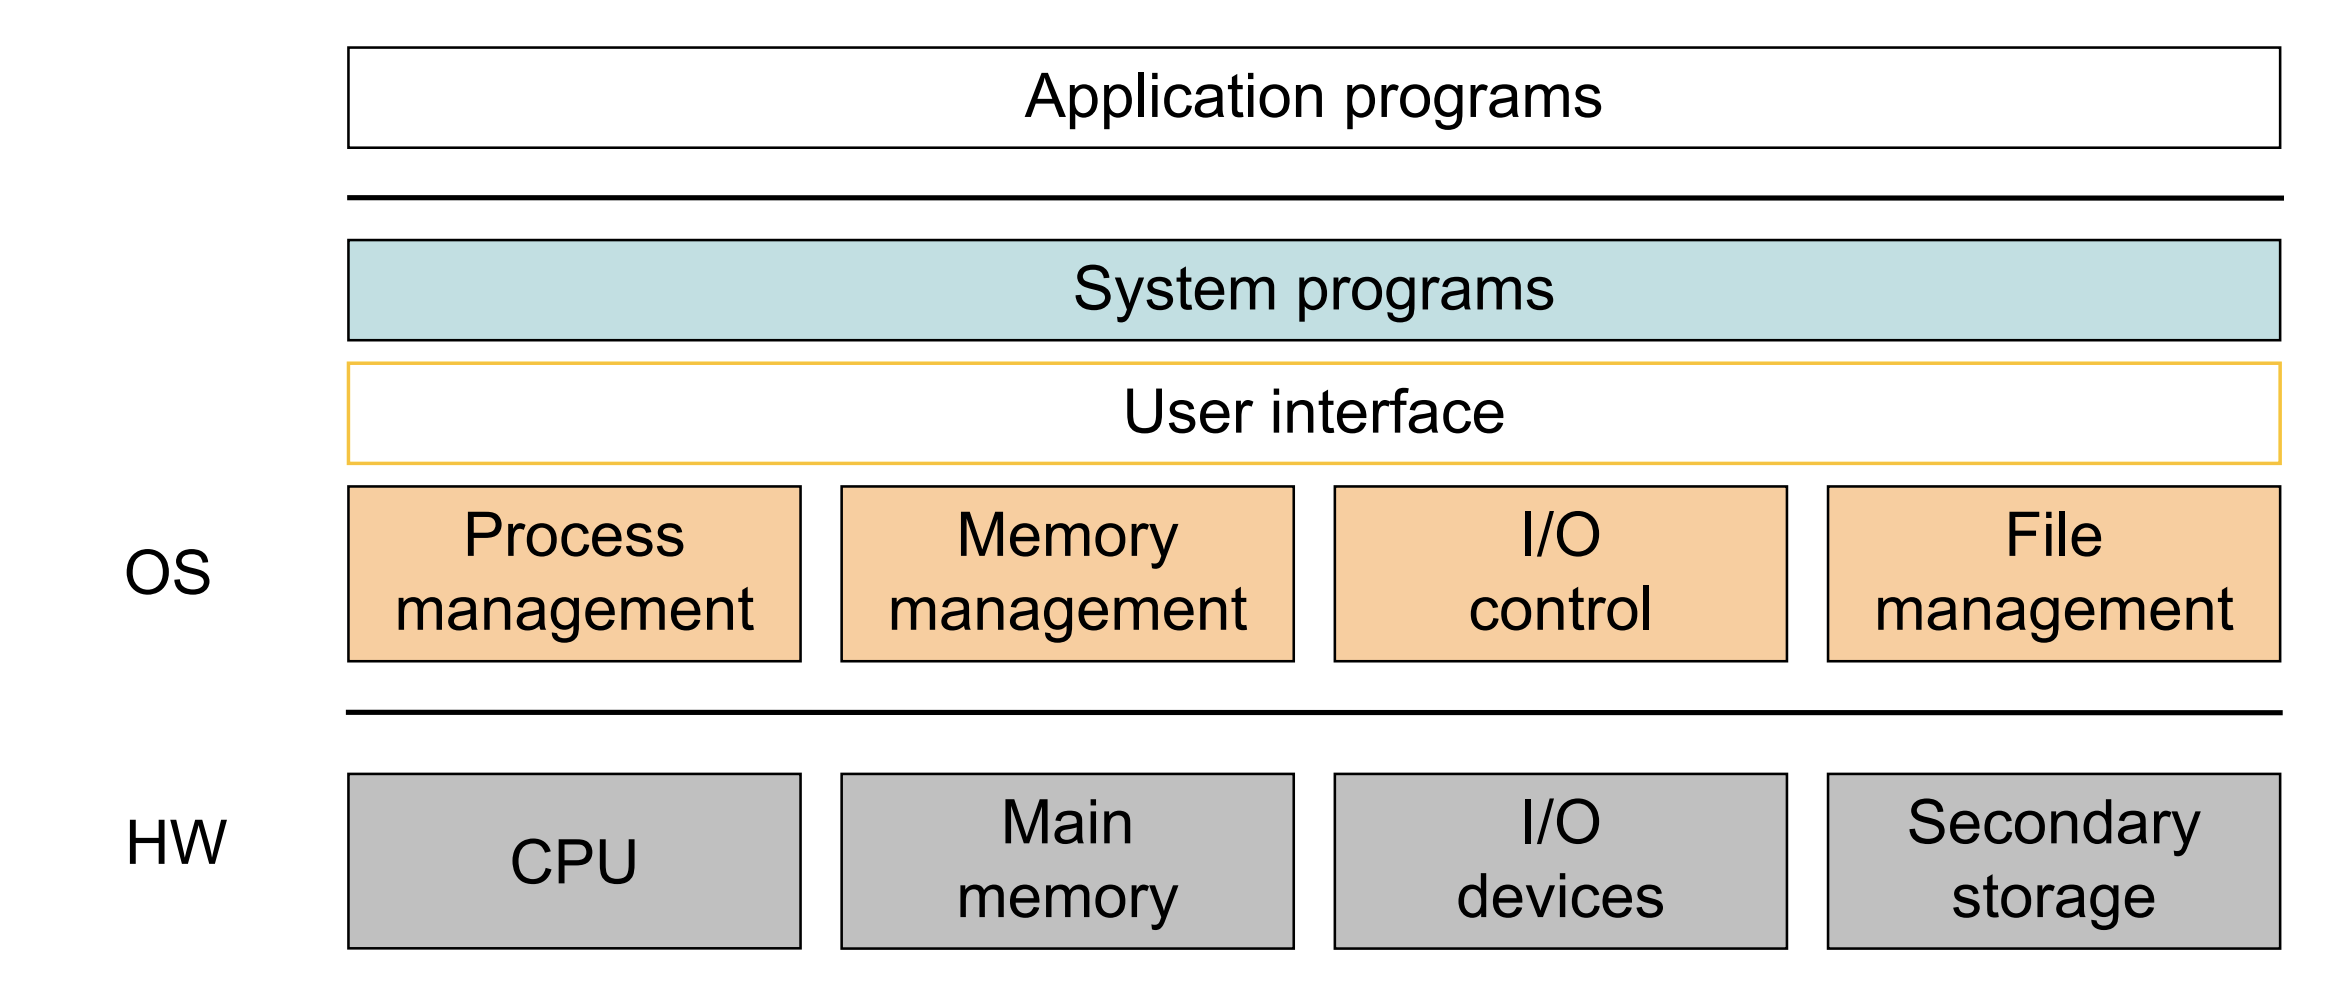 Application programs
System programs
User interface
OS
Process
management
Memory
management
I/O
control
File
management
HW
CPU
Main
memory
I/O
devices
Secondary
storage